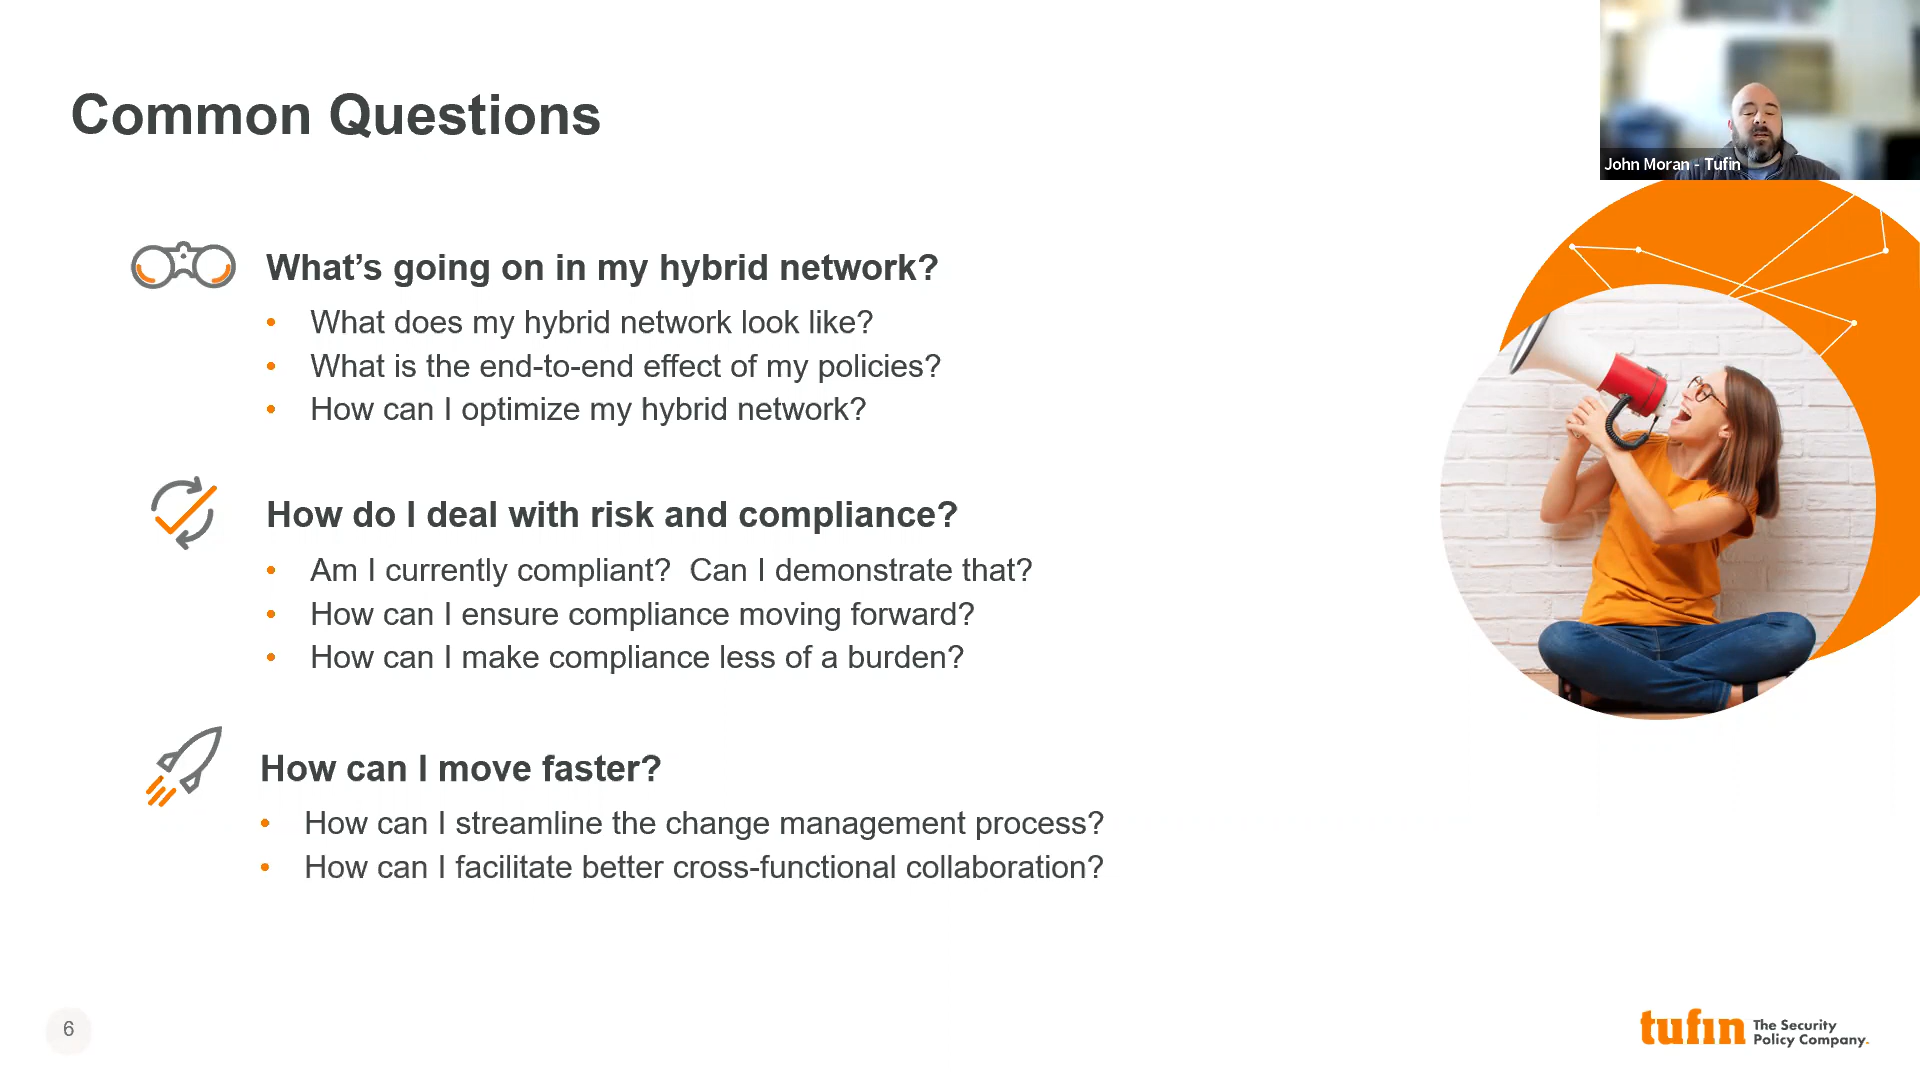 Common Questions
John Moran - Tufin
What’s going on in my hybrid network?
• What does my hybrid network look like?
• What is the end-to-end effect of my policies?
• How can I optimize my hybrid network?
How do I deal with risk and compliance?
• Am I currently compliant?  Can I demonstrate that?
• How can I ensure compliance moving forward?
• How can I make compliance less of a burden?
How can I move faster?
• How can I streamline the change management process?
• How can I facilitate better cross-functional collaboration?
6
tufin
The Security
Policy Company.